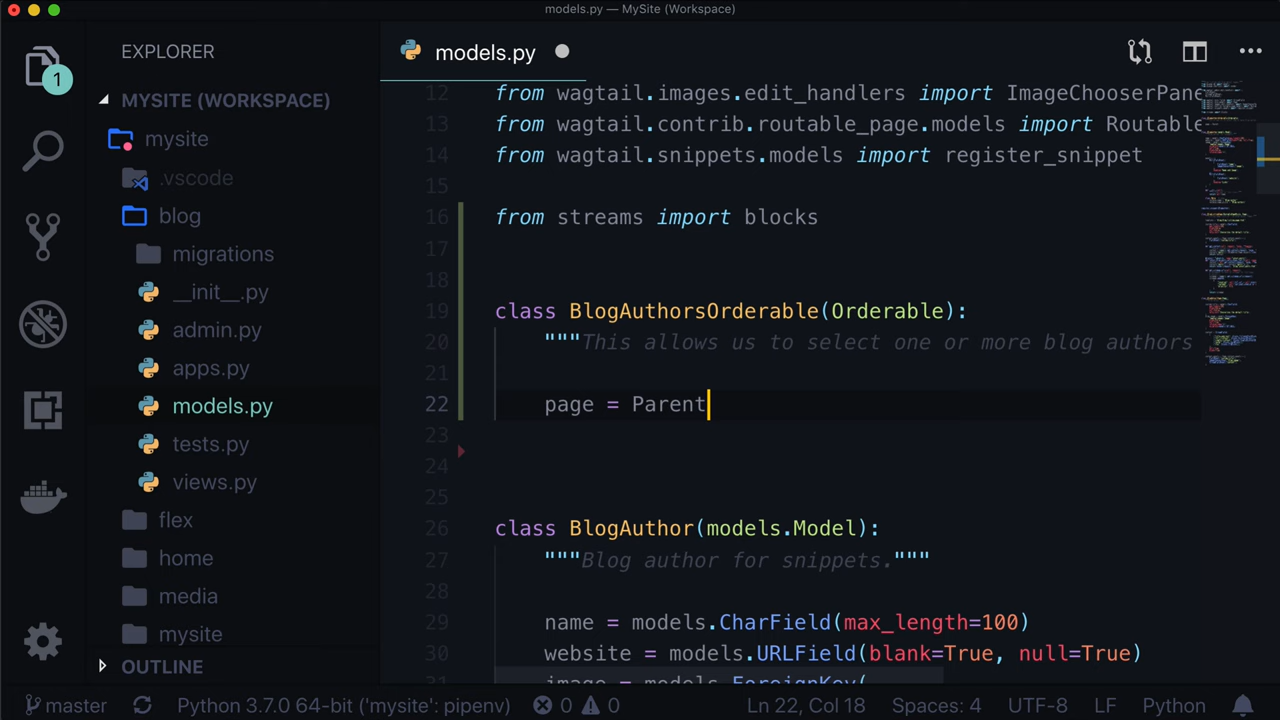 models.py — MySite (Workspace)
1
EXPLORER
MYSITE (WORKSPACE)
mysite
.vscode
blog
migrations
__init__.py
admin.py
apps.py
models.py
tests.py
views.py
flex
home
media
mysite
OUTLINE
models.py
12 from wagtail.images.edit_handlers import ImageChooserPane
13 from wagtail.contrib.routable_page.models import Routable
14 from wagtail.snippets.models import register_snippet
15
16 from streams import blocks
17
18
19 class BlogAuthorsOrderable(Orderable):
20 """This allows us to select one or more blog authors
21
22 page = Parent
23
24
25
26 class BlogAuthor(models.Model):
27 """Blog author for snippets."""
28
29 name = models.CharField(max_length=100)
30 website = models.URLField(blank=True, null=True)
31 image = models.ForeignKey(
master Python 3.7.0 64-bit ('mysite': pipenv) 0 0 Ln 22, Col 18 Spaces: 4 UTF-8 LF Python